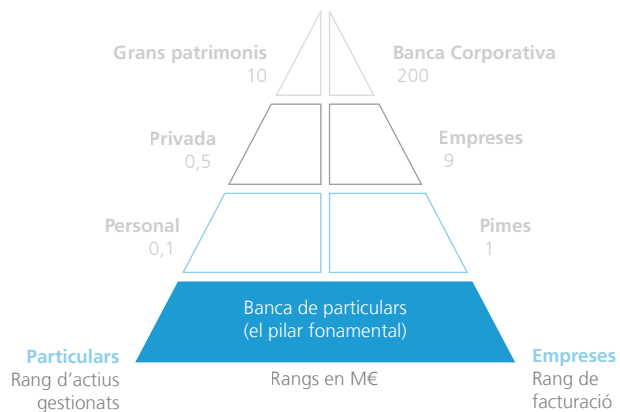 Grans patrimonis
10
Banca Corporativa
200
Privada
0,5
Empreses
9
Personal
0,1
Pimes
1
Banca de particulars
(el pilar fonamental)
Particulars
Rang d’actius
gestionats
Rangs en M€
Empreses
Rang de
facturació